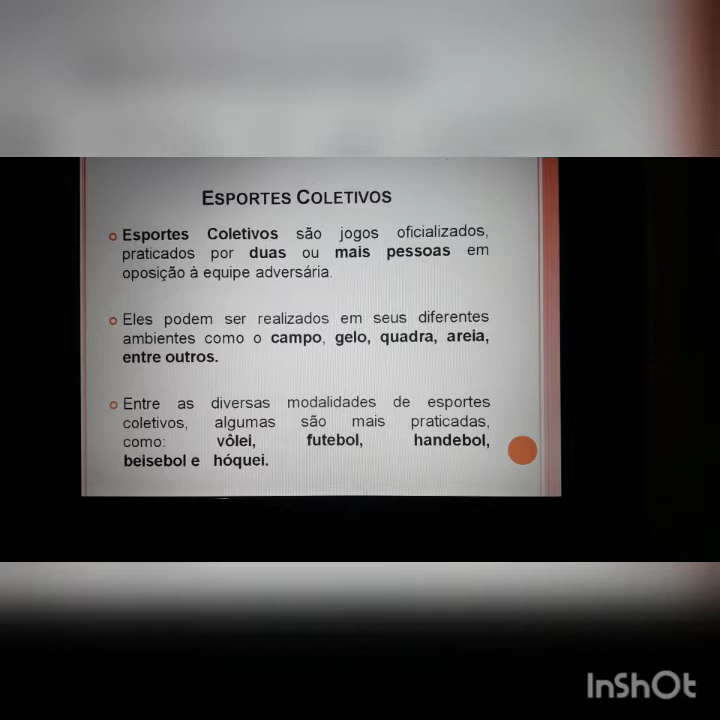 ESPORTES COLETIVOS
Esportes Coletivos são jogos oficializados,
praticados por duas ou mais pessoas em
oposição à equipe adversária.
Eles podem ser realizados em seus diferentes
ambientes como o campo, gelo, quadra, areia,
entre outros.
Entre as diversas modalidades de esportes
coletivos, algumas são mais praticadas,
como: vôlei, futebol, handebol,
beisebol e hóquei.
InShOt